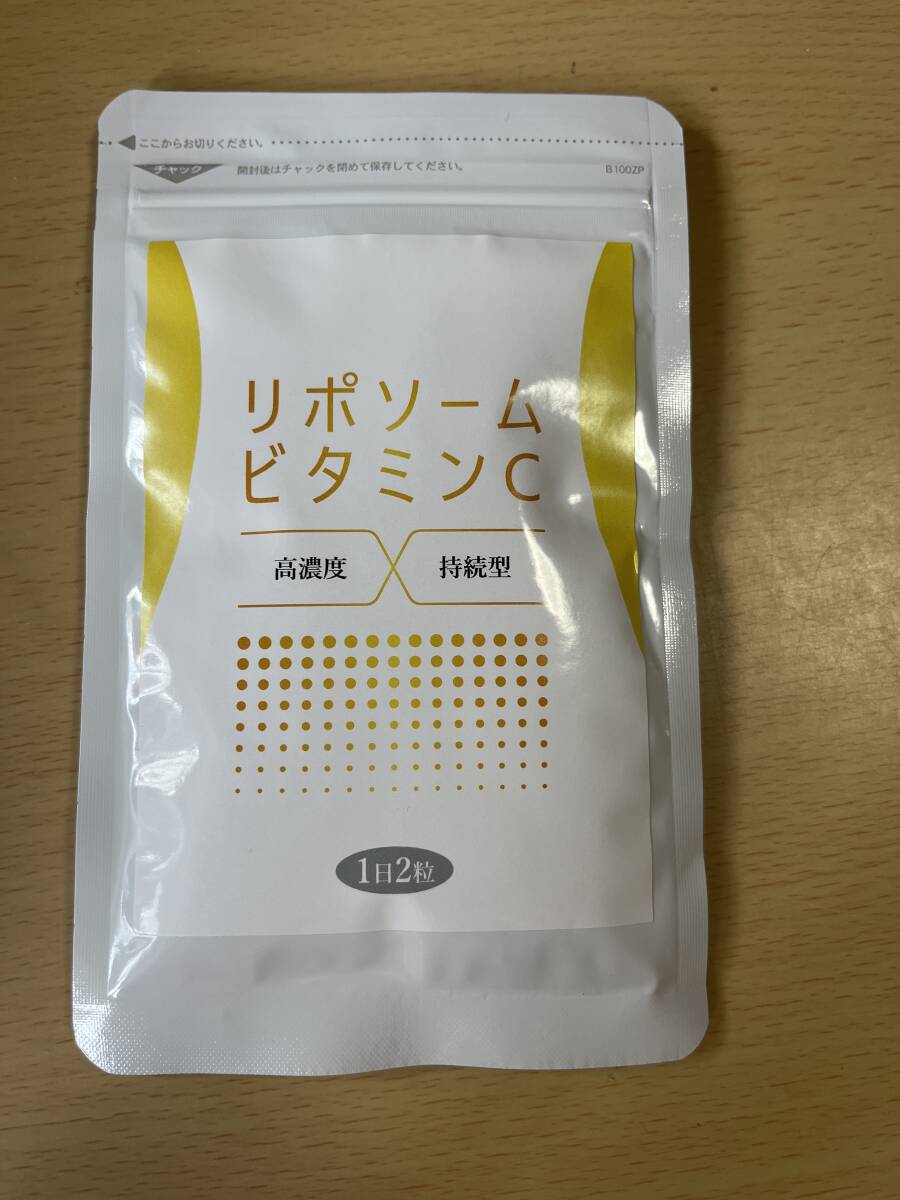 ここからお切りください。
チャック 開封後はチャックを閉めて保存してください。 B100ZP
リポソーム
ビタミンC
高濃度 持続型
1日2粒